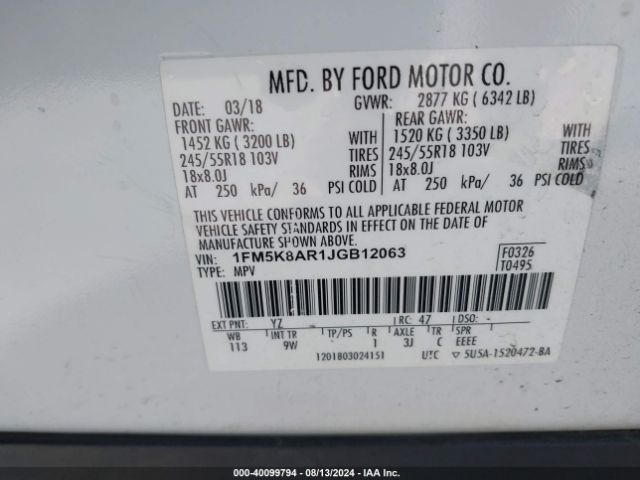 MFD. BY FORD MOTOR CO.
DATE: 03/18 GVWR: 2877 KG ( 6342 LB)
FRONT GAWR: REAR GAWR:
1452 KG ( 3200 LB) WITH 1520 KG ( 3350 LB) WITH
245/55R18 103V TIRES 245/55R18 103V TIRES
18x8.0J RIMS 18x8.0J RIMS
AT 250 kPa/ 36 PSI COLD AT 250 kPa/ 36 PSI COLD
THIS VEHICLE CONFORMS TO ALL APPLICABLE FEDERAL MOTOR
VEHICLE SAFETY STANDARDS IN EFFECT ON THE DATE OF
MANUFACTURE SHOWN ABOVE.
VIN: 1FM5K8AR1JGB12063 F0326
TYPE: MPV T0495
EXT PNT: YZ RC: 47 DSO: -
WB INT TR TP/PS R AXLE TR SPR
113 9W 1 3J C EEEE
1201803024151 UTC ▽ 5U5A-1520472-BA
000-40099794 - 08/13/2024 - IAA Inc.